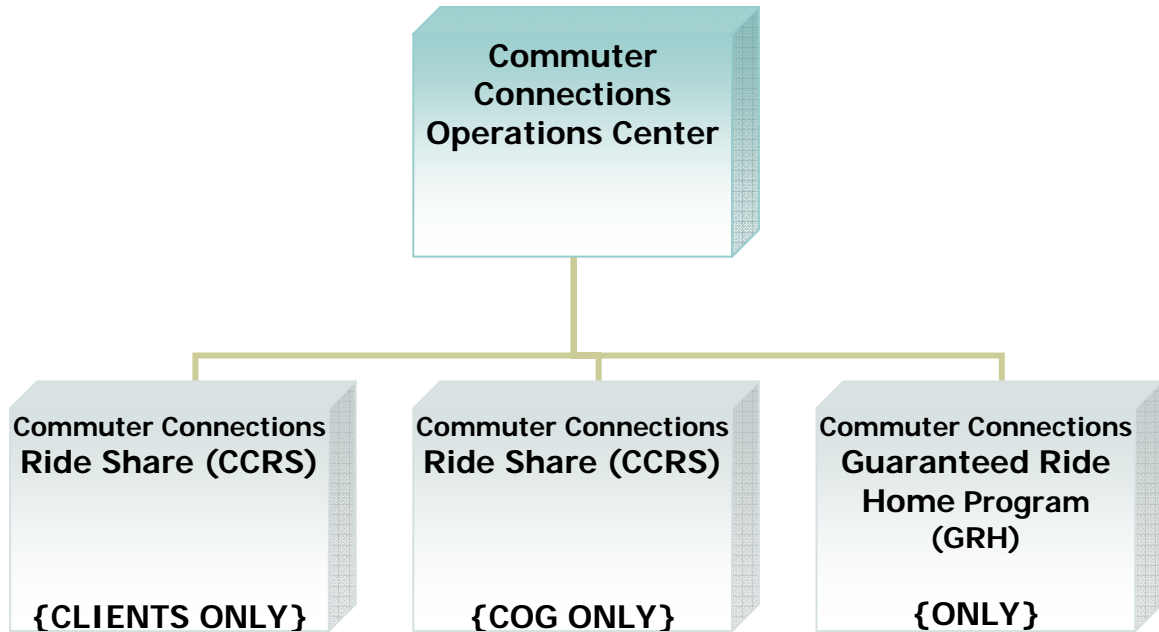 Commuter
Connections
Operations Center
Commuter Connections
Ride Share (CCRS)
{CLIENTS ONLY}
Commuter Connections
Ride Share (CCRS)
{COG ONLY}
Commuter Connections
Guaranteed Ride
Home Program
(GRH)
{ONLY}